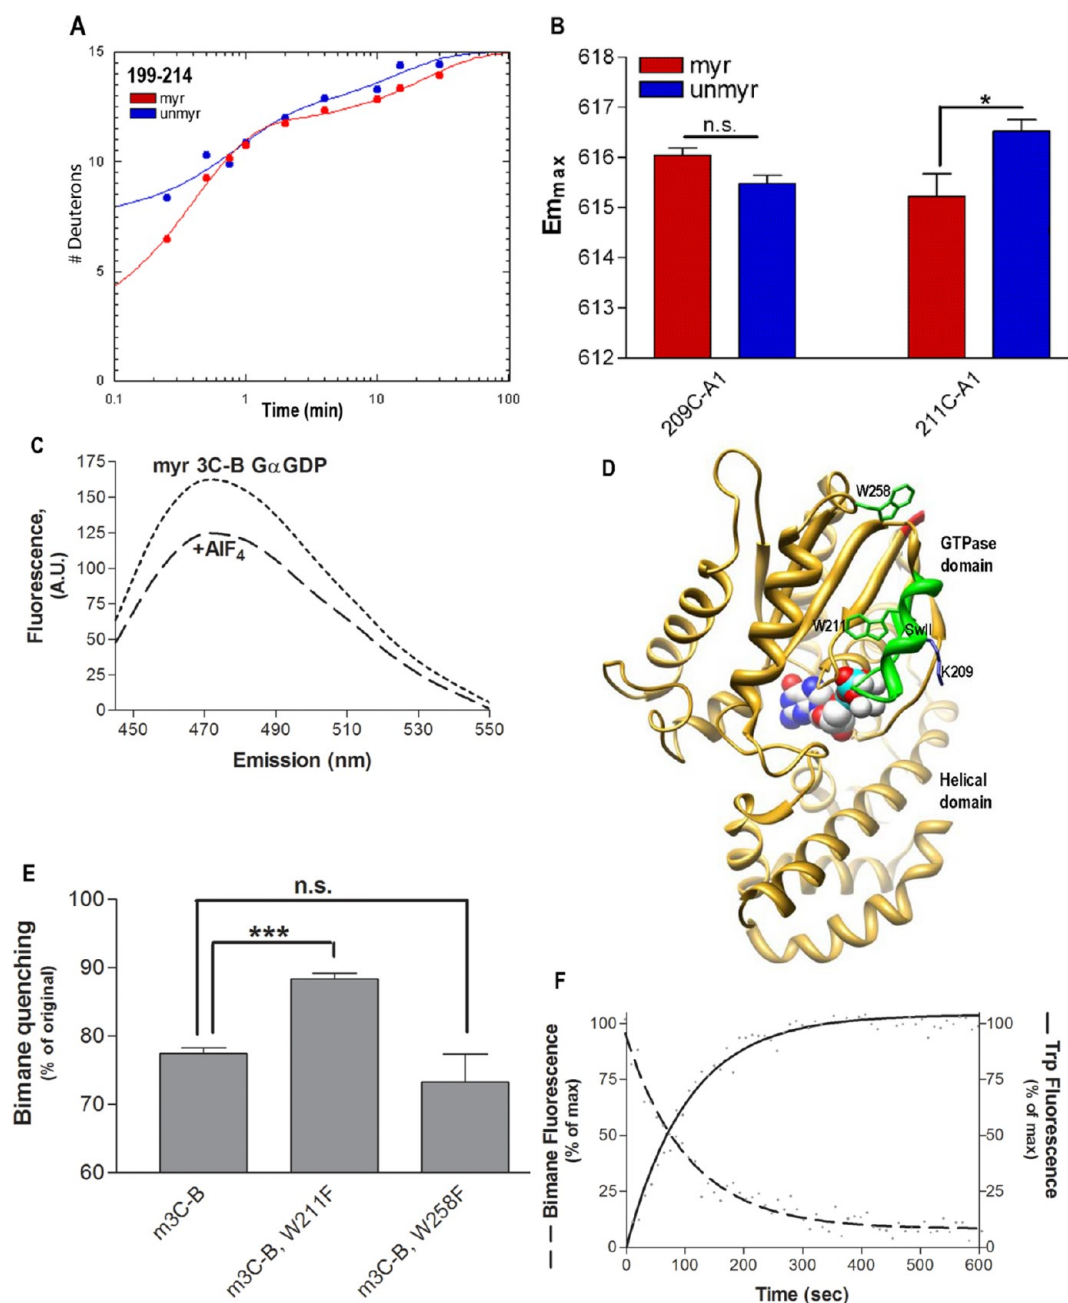 A
15
10
5
0
# Deuterons
199-214
myr
unmyr
0.1
1
10
100
Time (min)
B
618
617
616
615
614
613
612
Emmax
myr
unmyr
n.s.
*
209C-A1
211C-A1
C
175
150
125
100
75
50
25
0
Fluorescence,
(A.U.)
myr 3C-B GαGDP
+AlF4
450
470
490
510
530
550
Emission (nm)
D
W258
GTPase
domain
W211
SwII
K209
Helical
domain
E
100
90
80
70
60
Bimane quenching
(% of original)
n.s.
***
m3C-B
m3C-B, W211F
m3C-B, W258F
F
100
75
50
25
0
— — Bimane Fluorescence
(% of max)
100
75
50
25
0
— Trp Fluorescence
(% of max)
0
100
200
300
400
500
600
Time (sec)